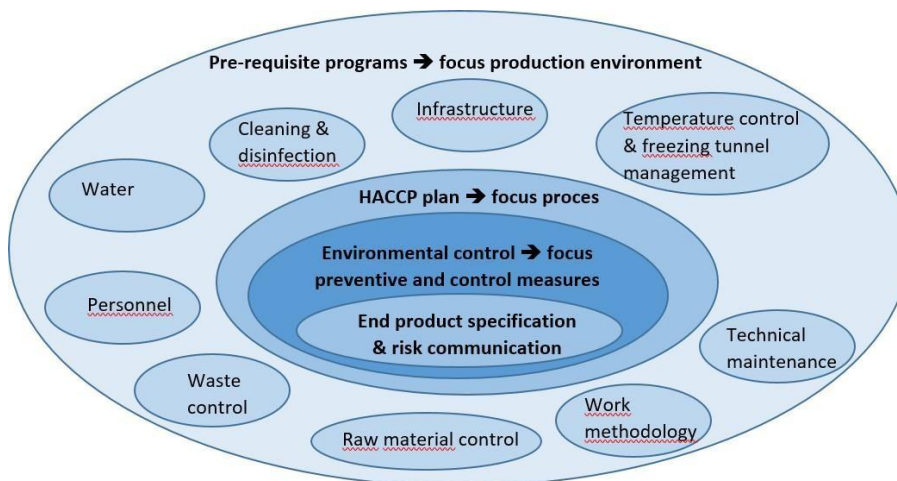 Pre-requisite programs ➔ focus production environment
Infrastructure
Temperature control
& freezing tunnel
management
Cleaning &
disinfection
Water
HACCP plan ➔ focus proces
Environmental control ➔ focus
preventive and control measures
End product specification
& risk communication
Personnel
Technical
maintenance
Waste
control
Work
methodology
Raw material control